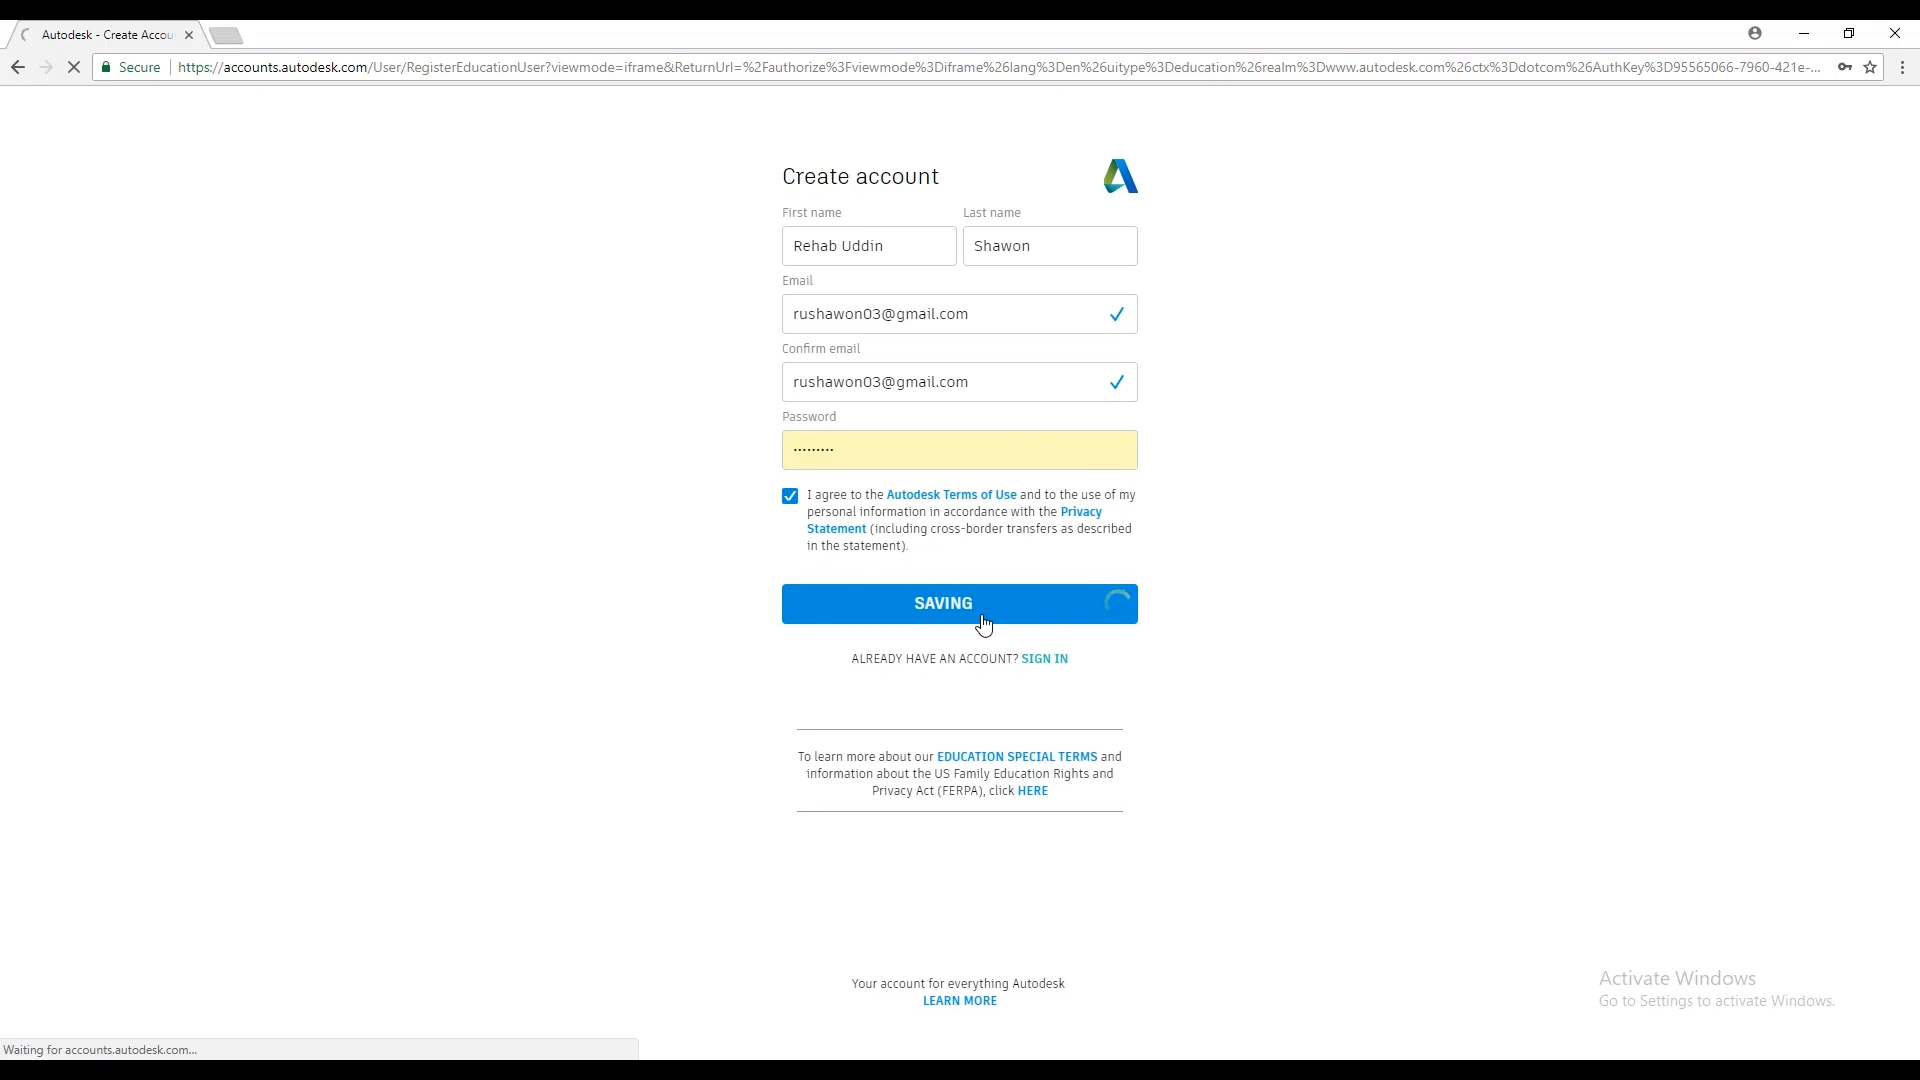 Autodesk - Create Accou
Secure
https://accounts.autodesk.com/User/RegisterEducationUser?viewmode=iframe&ReturnUrl=%2Fauthorize%3Fviewmode%3Diframe%26lang%3Den%26uitype%3Deducation%26realm%3Dwww.autodesk.com%26ctx%3Ddotcom%26AuthKey%3D95565066-7960-421e-...
Create account
First name Last name
Rehab Uddin Shawon
Email
rushawon03@gmail.com
Confirm email
rushawon03@gmail.com
Password
•••••••••
I agree to the Autodesk Terms of Use and to the use of my
personal information in accordance with the Privacy
Statement (including cross-border transfers as described
in the statement).
SAVING
ALREADY HAVE AN ACCOUNT? SIGN IN
To learn more about our EDUCATION SPECIAL TERMS and
information about the US Family Education Rights and
Privacy Act (FERPA), click HERE
Your account for everything Autodesk
LEARN MORE
Activate Windows
Go to Settings to activate Windows.
Waiting for accounts.autodesk.com...